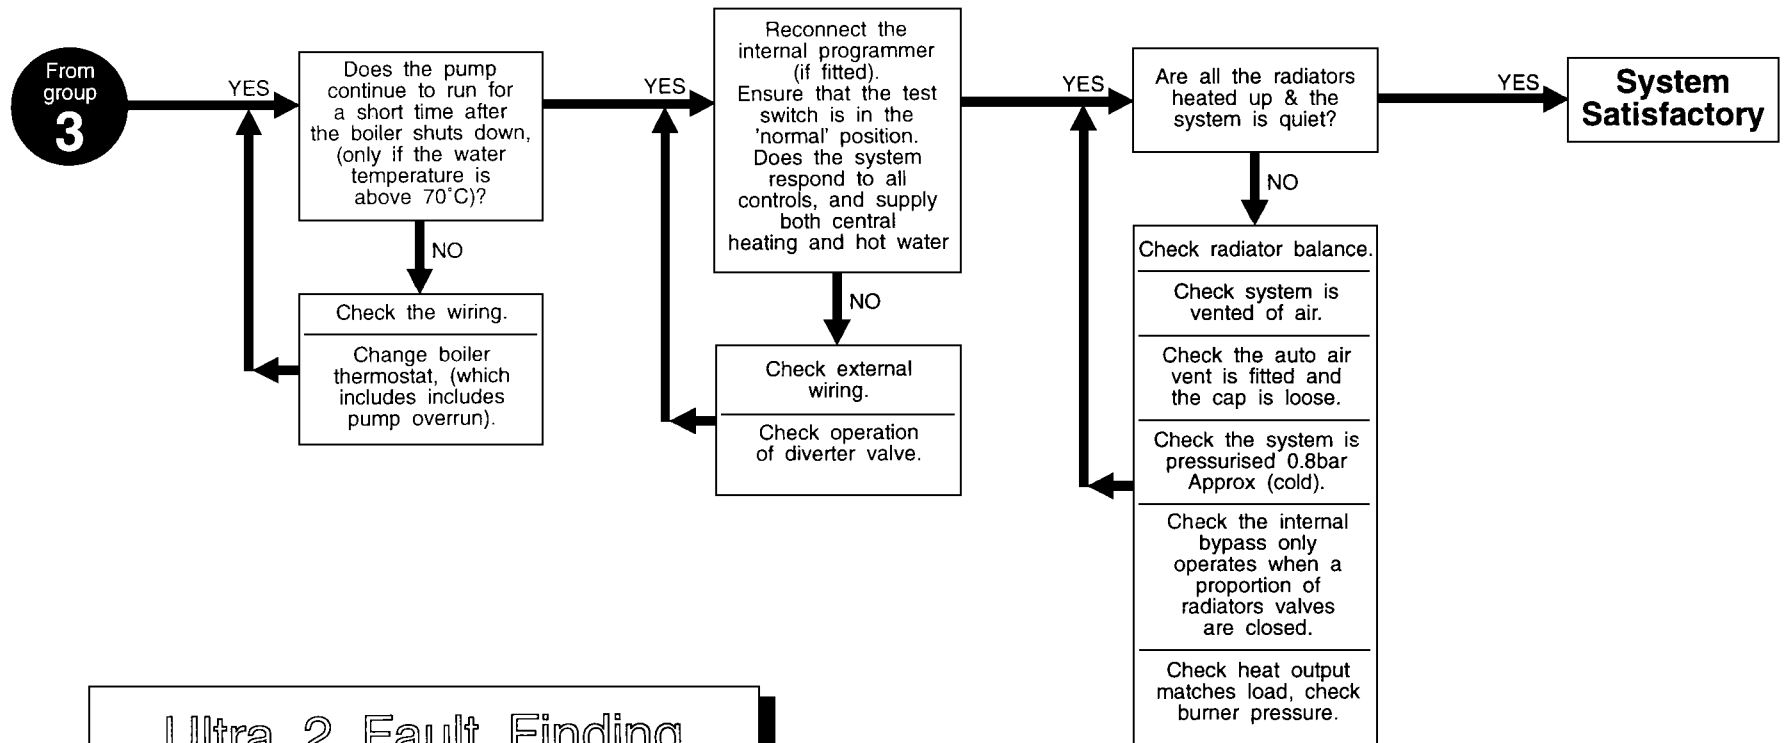 From
group
3
YES
Does the pump
continue to run for
a short time after
the boiler shuts down,
(only if the water
temperature is
above 70°C)?
NO
Check the wiring.
Change boiler
thermostat, (which
includes includes
pump overrun).
YES
Reconnect the
internal programmer
(if fitted).
Ensure that the test
switch is in the
'normal' position.
Does the system
respond to all
controls, and supply
both central
heating and hot water
NO
Check external
wiring.
Check operation
of diverter valve.
YES
Are all the radiators
heated up & the
system is quiet?
NO
Check radiator balance.
Check system is
vented of air.
Check the auto air
vent is fitted and
the cap is loose.
Check the system is
pressurised 0.8bar
Approx (cold).
Check the internal
bypass only
operates when a
proportion of
radiators valves
are closed.
Check heat output
matches load, check
burner pressure.
YES
System
Satisfactory
Ultra 2 Fault Finding